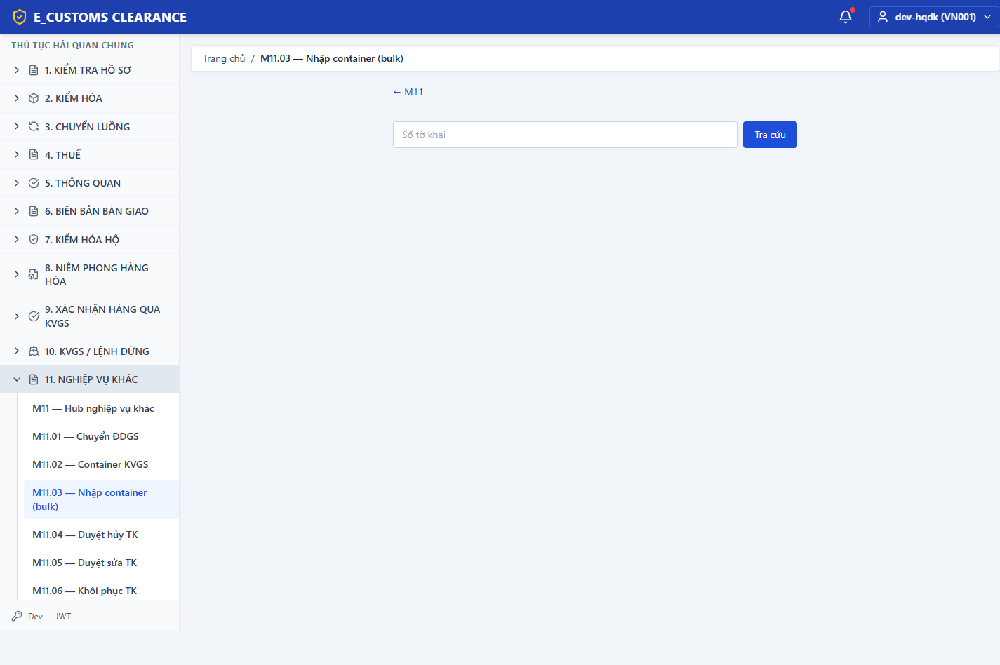 E_CUSTOMS CLEARANCE
dev-hqdk (VN001)
THỦ TỤC HẢI QUAN CHUNG
1. KIỂM TRA HỒ SƠ
2. KIỂM HÓA
3. CHUYỂN LUỒNG
4. THUẾ
5. THÔNG QUAN
6. BIÊN BẢN BÀN GIAO
7. KIỂM HÓA HỘ
8. NIÊM PHONG HÀNG
HÓA
9. XÁC NHẬN HÀNG QUA
KVGS
10. KVGS / LỆNH DỪNG
11. NGHIỆP VỤ KHÁC
M11 — Hub nghiệp vụ khác
M11.01 — Chuyển ĐDGS
M11.02 — Container KVGS
M11.03 — Nhập container
(bulk)
M11.04 — Duyệt hủy TK
M11.05 — Duyệt sửa TK
M11.06 — Khôi phục TK
Dev — JWT
Trang chủ / M11.03 — Nhập container (bulk)
← M11
Số tờ khai
Tra cứu